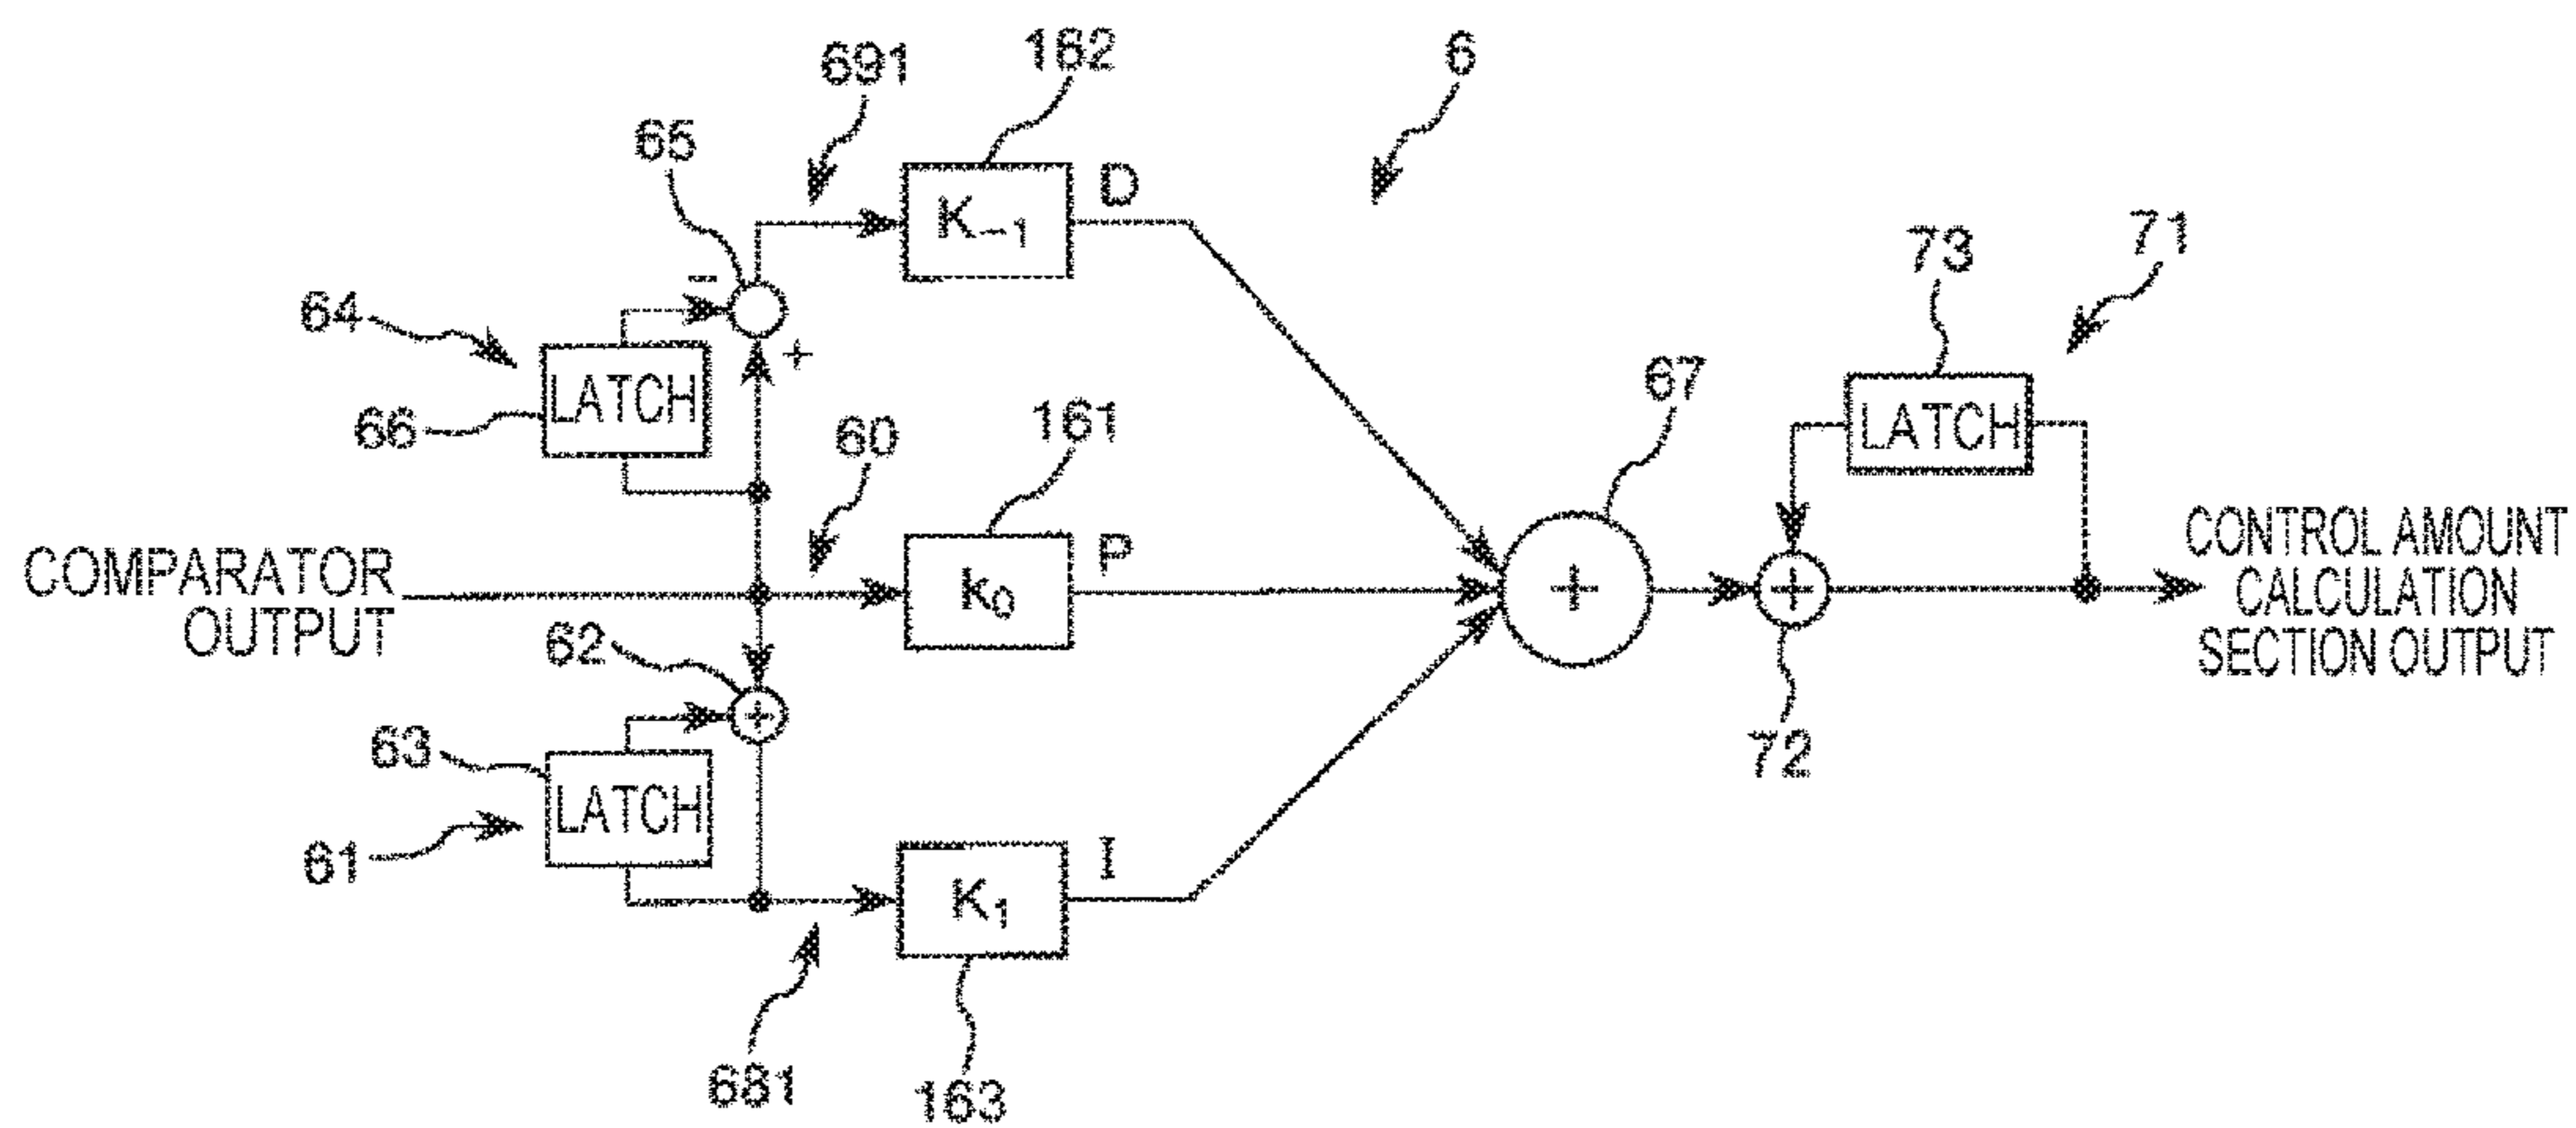 691
162
6
65
K−1
D
71
73
64
−
+
LATCH
66
60
161
67
LATCH
P
COMPARATOR
OUTPUT
k0
+
+
CONTROL AMOUNT
CALCULATION
SECTION OUTPUT
62
+
63
LATCH
72
61
K1
I
681
163